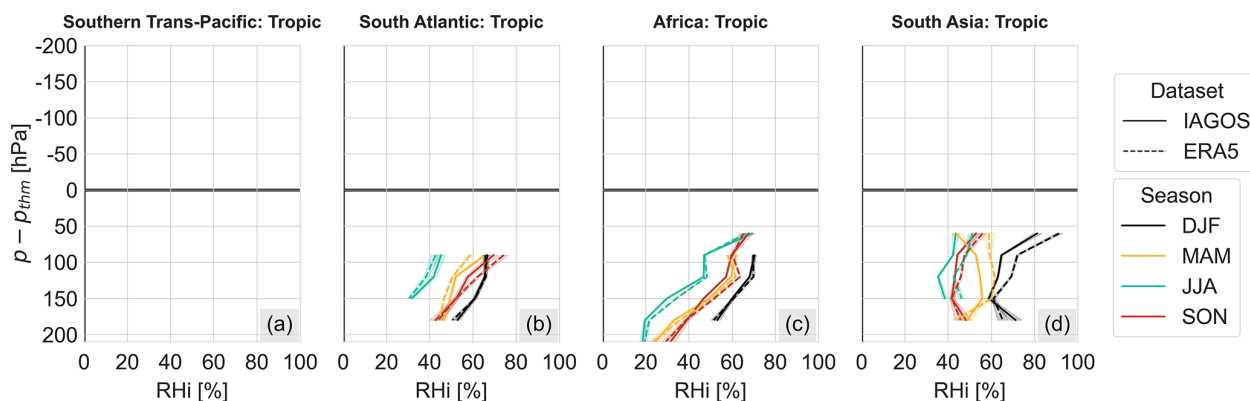 Southern Trans-Pacific: Tropic
South Atlantic: Tropic
Africa: Tropic
South Asia: Tropic
p − p_thm [hPa]
-200
-150
-100
-50
0
50
100
150
200
(a)
(b)
(c)
(d)
0 20 40 60 80 100
0 20 40 60 80 100
0 20 40 60 80 100
0 20 40 60 80 100
RHi [%]
RHi [%]
RHi [%]
RHi [%]
Dataset
IAGOS
ERA5
Season
DJF
MAM
JJA
SON